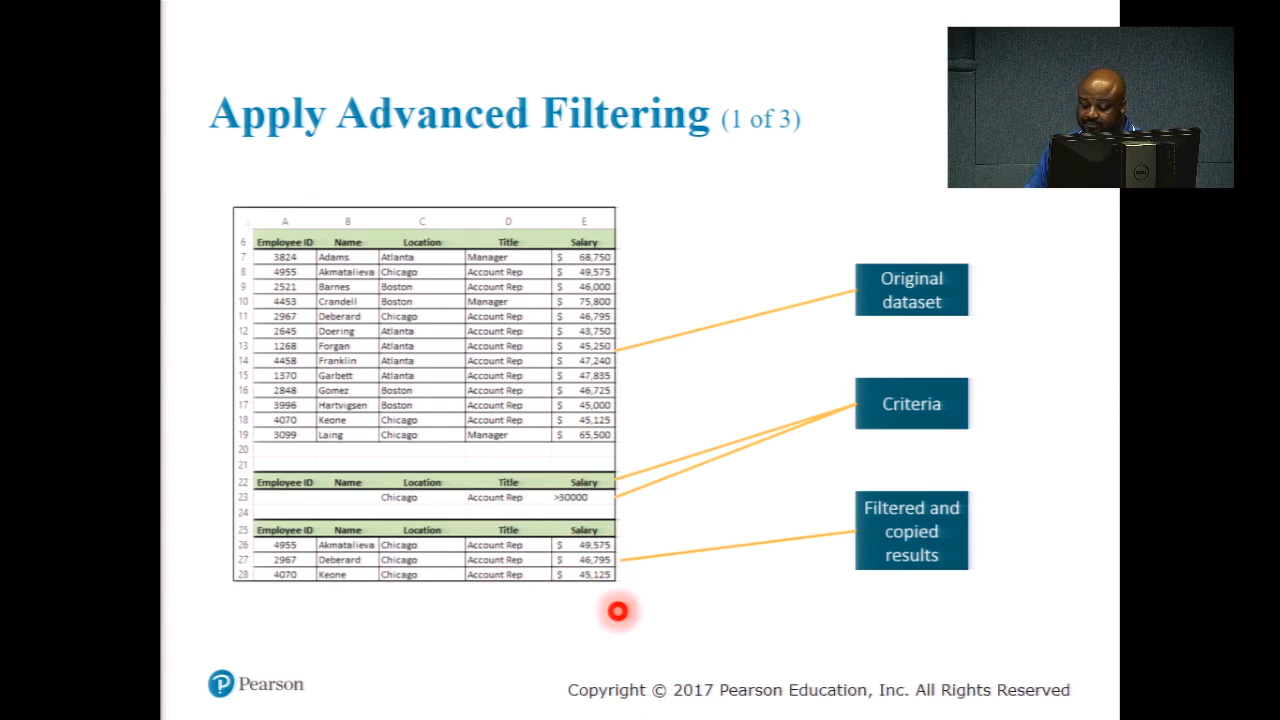 Apply Advanced Filtering (1 of 3)
A B C D E
6 Employee ID Name Location Title Salary
7 3824 Adams Atlanta Manager $ 68,750
8 4955 Akmatalieva Chicago Account Rep $ 49,575
9 2521 Barnes Boston Account Rep $ 46,000
10 4453 Crandell Boston Manager $ 75,800
11 2967 Deberard Chicago Account Rep $ 46,795
12 2645 Doering Atlanta Account Rep $ 43,750
13 1268 Forgan Atlanta Account Rep $ 45,250
14 4458 Franklin Atlanta Account Rep $ 47,240
15 1370 Garbett Atlanta Account Rep $ 47,835
16 2848 Gomez Boston Account Rep $ 46,725
17 3996 Hartvigsen Boston Account Rep $ 45,000
18 4070 Keone Chicago Account Rep $ 45,125
19 3099 Laing Chicago Manager $ 65,500
20
21
22 Employee ID Name Location Title Salary
23 Chicago Account Rep >30000
24
25 Employee ID Name Location Title Salary
26 4955 Akmatalieva Chicago Account Rep $ 49,575
27 2967 Deberard Chicago Account Rep $ 46,795
28 4070 Keone Chicago Account Rep $ 45,125
Original
dataset
Criteria
Filtered and
copied
results
DELL
P Pearson
Copyright © 2017 Pearson Education, Inc. All Rights Reserved